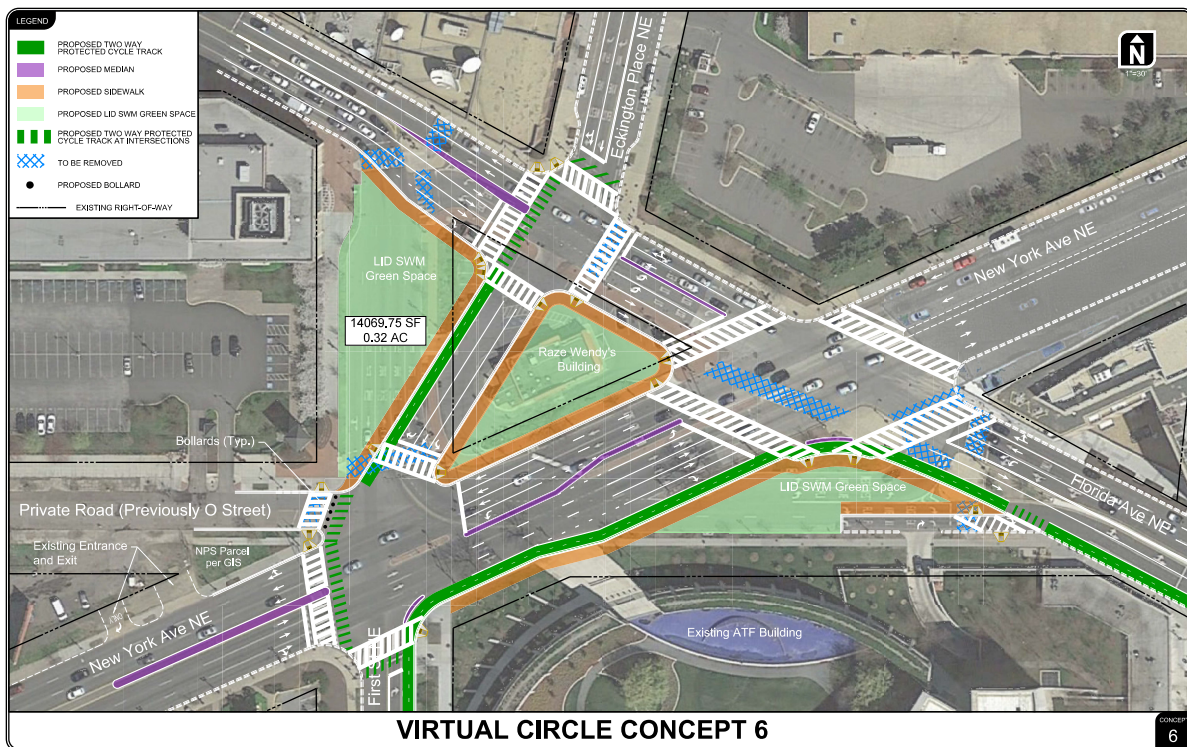 LEGEND
PROPOSED TWO WAY
PROTECTED CYCLE TRACK
PROPOSED MEDIAN
PROPOSED SIDEWALK
PROPOSED LID SWM GREEN SPACE
PROPOSED TWO WAY PROTECTED
CYCLE TRACK AT INTERSECTIONS
TO BE REMOVED
PROPOSED BOLLARD
EXISTING RIGHT-OF-WAY
N
1"=30'
Eckington Place NE
New York Ave NE
LID SWM
Green Space
14069.75 SF
0.32 AC
Raze Wendy's
Building
Bollards (Typ.)
LID SWM Green Space
Florida Ave NE
Private Road (Previously O Street)
Existing Entrance
and Exit
NPS Parcel
per GIS
ONLY
New York Ave NE
Existing ATF Building
VIRTUAL CIRCLE CONCEPT 6
CONCEPT
6